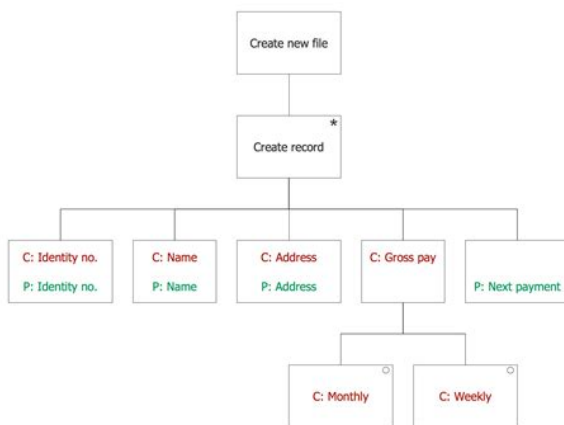 Create new file
*
Create record
C: Identity no.
P: Identity no.
C: Name
P: Name
C: Address
P: Address
C: Gross pay
P: Next payment
C: Monthly
C: Weekly